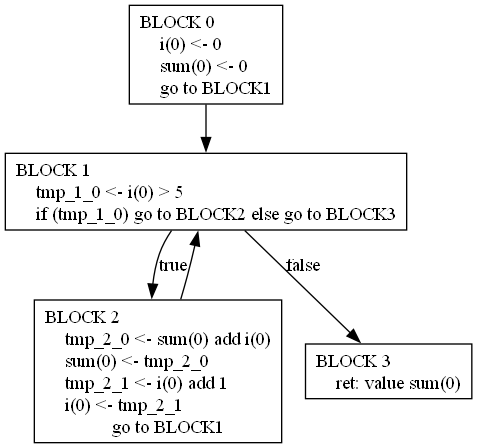 BLOCK 0
i(0) <- 0
sum(0) <- 0
go to BLOCK1
BLOCK 1
tmp_1_0 <- i(0) > 5
if (tmp_1_0) go to BLOCK2 else go to BLOCK3
true
false
BLOCK 2
tmp_2_0 <- sum(0) add i(0)
sum(0) <- tmp_2_0
tmp_2_1 <- i(0) add 1
i(0) <- tmp_2_1
go to BLOCK1
BLOCK 3
ret: value sum(0)